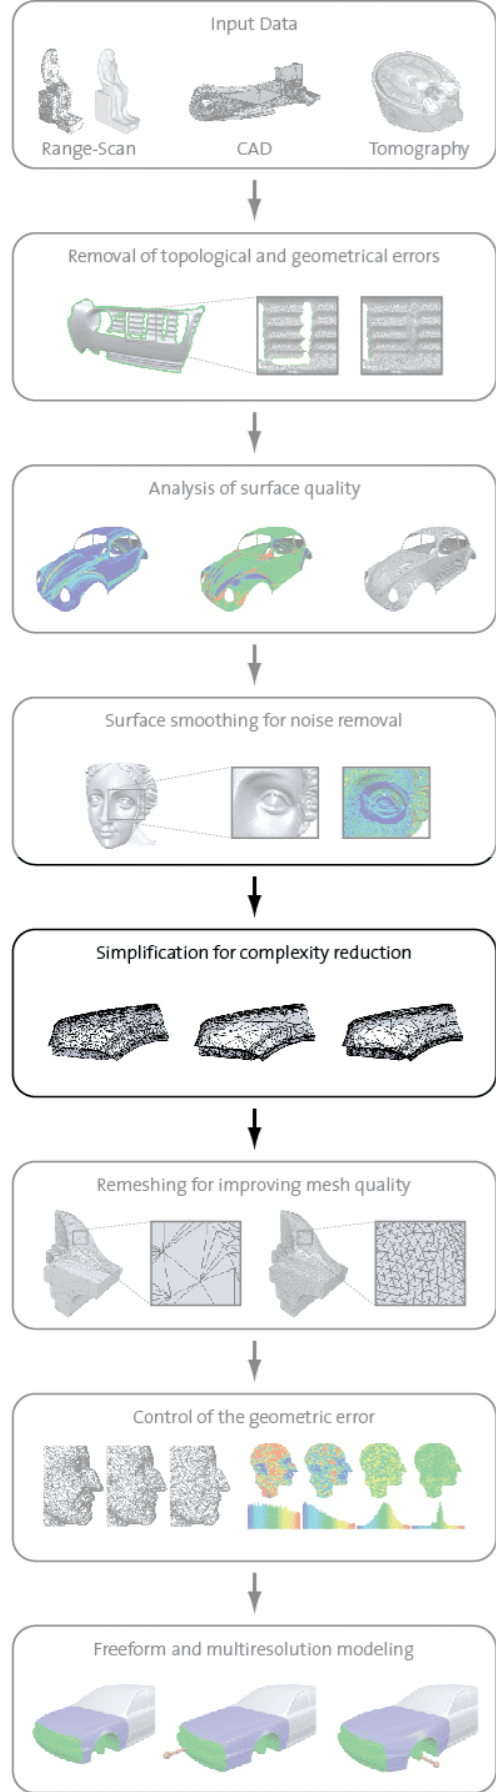 Input Data
Range-Scan CAD Tomography
Removal of topological and geometrical errors
Analysis of surface quality
Surface smoothing for noise removal
Simplification for complexity reduction
Remeshing for improving mesh quality
Control of the geometric error
Freeform and multiresolution modeling